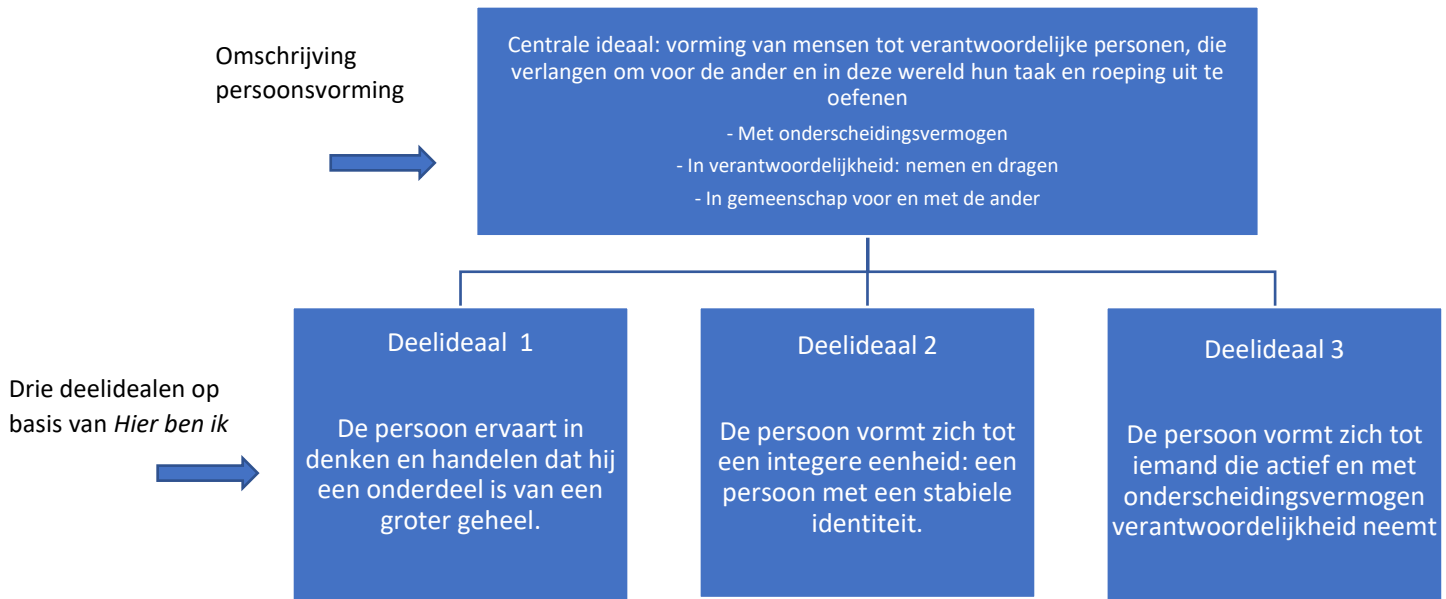 Omschrijving
persoonsvorming
Centrale ideaal: vorming van mensen tot verantwoordelijke personen, die
verlangen om voor de ander en in deze wereld hun taak en roeping uit te
oefenen
- Met onderscheidingsvermogen
- In verantwoordelijkheid: nemen en dragen
- In gemeenschap voor en met de ander
Drie deelidealen op
basis van Hier ben ik
Deelideaal 1
De persoon ervaart in
denken en handelen dat hij
een onderdeel is van een
groter geheel.
Deelideaal 2
De persoon vormt zich tot
een integere eenheid: een
persoon met een stabiele
identiteit.
Deelideaal 3
De persoon vormt zich tot
iemand die actief en met
onderscheidingsvermogen
verantwoordelijkheid neemt